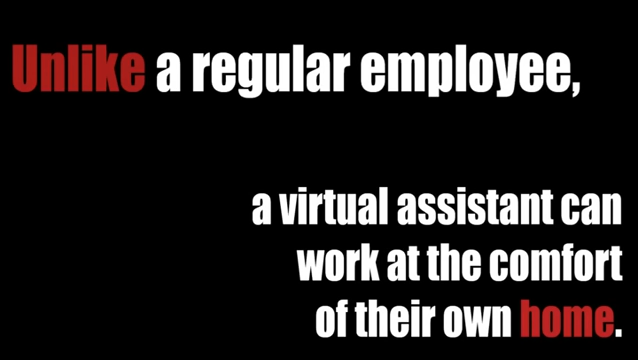 Unlike a regular employee,
a virtual assistant can
work at the comfort
of their own home.